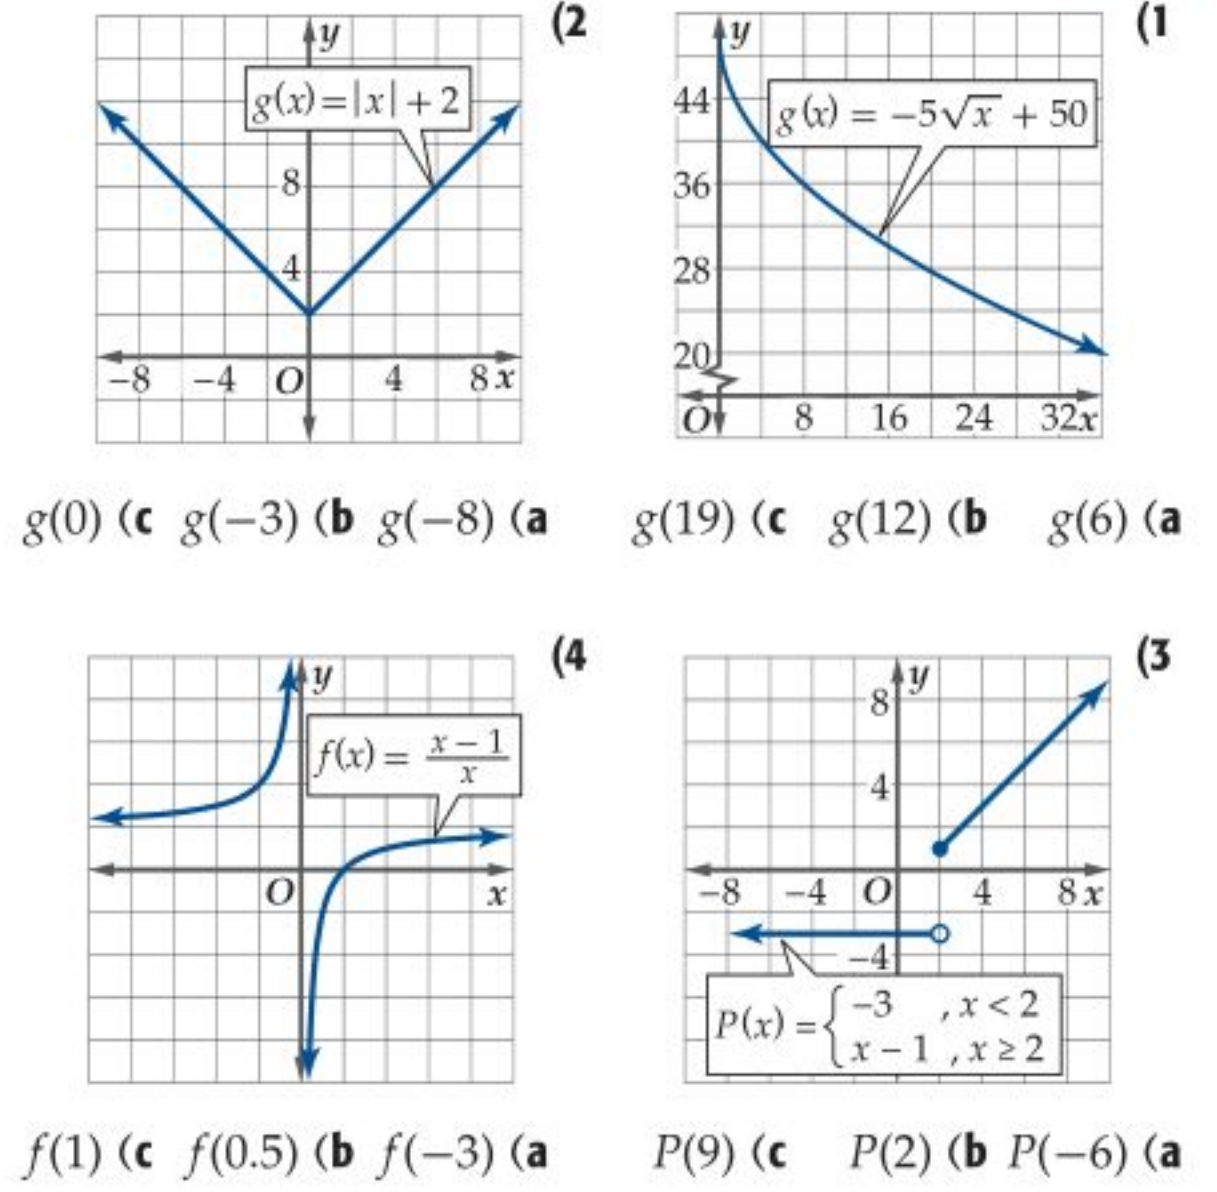 (1
y
44
36
28
20
g(x) = −5√x + 50
O 8 16 24 32x
g(6) (a g(12) (b g(19) (c
(2
y
g(x)=|x|+2
8
4
−8 −4 O 4 8 x
g(−8) (a g(−3) (b g(0) (c
(3
y
8
4
−8 −4 O 4 8 x
−4
P(x) = { −3 , x < 2
x − 1 , x ≥ 2
P(−6) (a P(2) (b P(9) (c
(4
y
f(x) = (x − 1)/x
O x
f(−3) (a f(0.5) (b f(1) (c